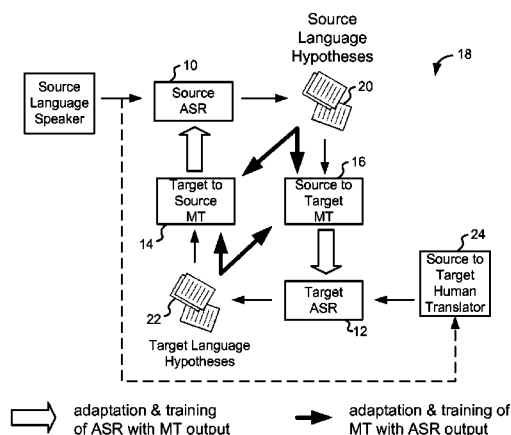 Source
Language
Hypotheses
18
10
20
Source
Language
Speaker
Source
ASR
16
Target to
Source
MT
Source to
Target
MT
14
24
Source to
Target
Human
Translator
22
Target
ASR
12
Target Language
Hypotheses
adaptation & training
of ASR with MT output
adaptation & training of
MT with ASR output